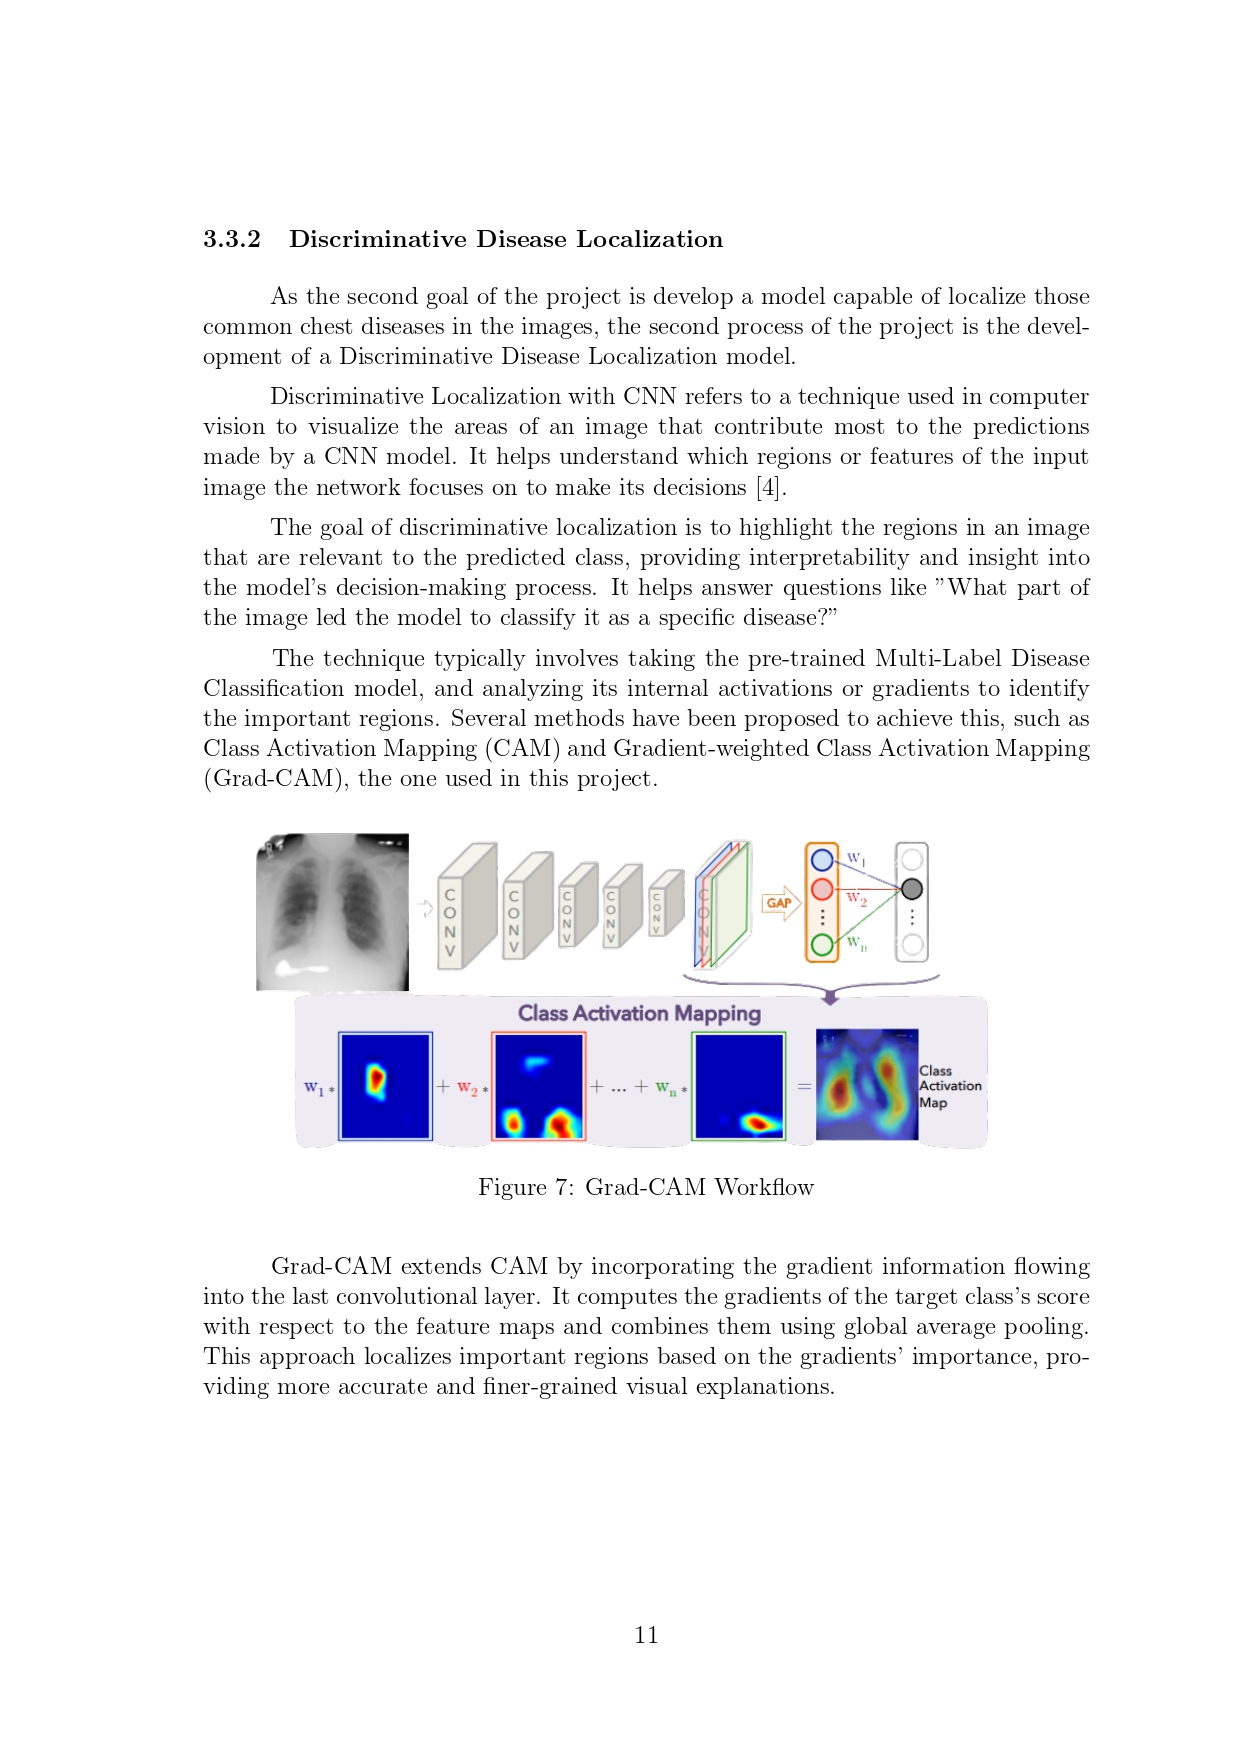 3.3.2 Discriminative Disease Localization
As the second goal of the project is develop a model capable of localize those
common chest diseases in the images, the second process of the project is the devel-
opment of a Discriminative Disease Localization model.
Discriminative Localization with CNN refers to a technique used in computer
vision to visualize the areas of an image that contribute most to the predictions
made by a CNN model. It helps understand which regions or features of the input
image the network focuses on to make its decisions [4].
The goal of discriminative localization is to highlight the regions in an image
that are relevant to the predicted class, providing interpretability and insight into
the model's decision-making process. It helps answer questions like ”What part of
the image led the model to classify it as a specific disease?”
The technique typically involves taking the pre-trained Multi-Label Disease
Classification model, and analyzing its internal activations or gradients to identify
the important regions. Several methods have been proposed to achieve this, such as
Class Activation Mapping (CAM) and Gradient-weighted Class Activation Mapping
(Grad-CAM), the one used in this project.
CONV CONV CONV CONV CONV CONV GAP
w1
w2
⋮ ⋮
wn
Class Activation Mapping
w1 * + w2 * + ... + wn * =
Class
Activation
Map
Figure 7: Grad-CAM Workflow
Grad-CAM extends CAM by incorporating the gradient information flowing
into the last convolutional layer. It computes the gradients of the target class's score
with respect to the feature maps and combines them using global average pooling.
This approach localizes important regions based on the gradients' importance, pro-
viding more accurate and finer-grained visual explanations.
11